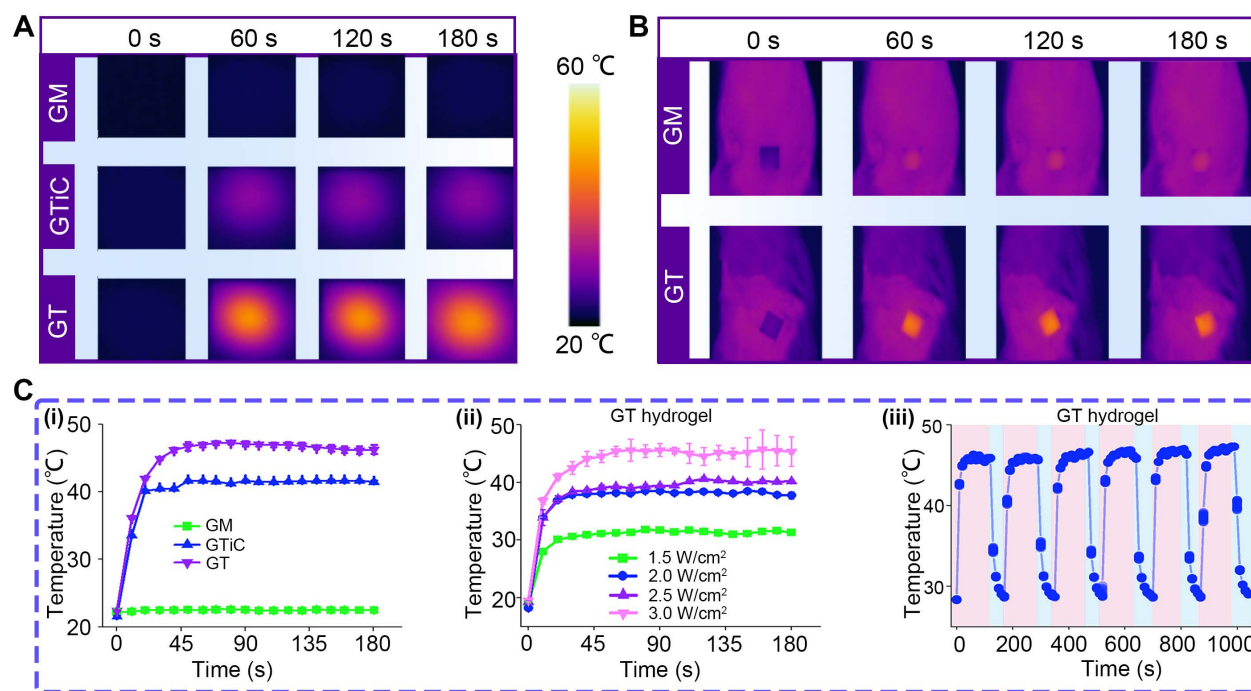 A
0 s 60 s 120 s 180 s
GM
GTiC
GT
60 ℃
20 ℃
B
0 s 60 s 120 s 180 s
GM
GT
C
(i)
50
40
30
20
Temperature (℃)
GM
GTiC
GT
0 45 90 135 180
Time (s)
(ii)
GT hydrogel
50
40
30
20
Temperature (℃)
1.5 W/cm²
2.0 W/cm²
2.5 W/cm²
3.0 W/cm²
0 45 90 135 180
Time (s)
(iii)
GT hydrogel
50
40
30
Temperature (℃)
0 200 400 600 800 1000
Time (s)